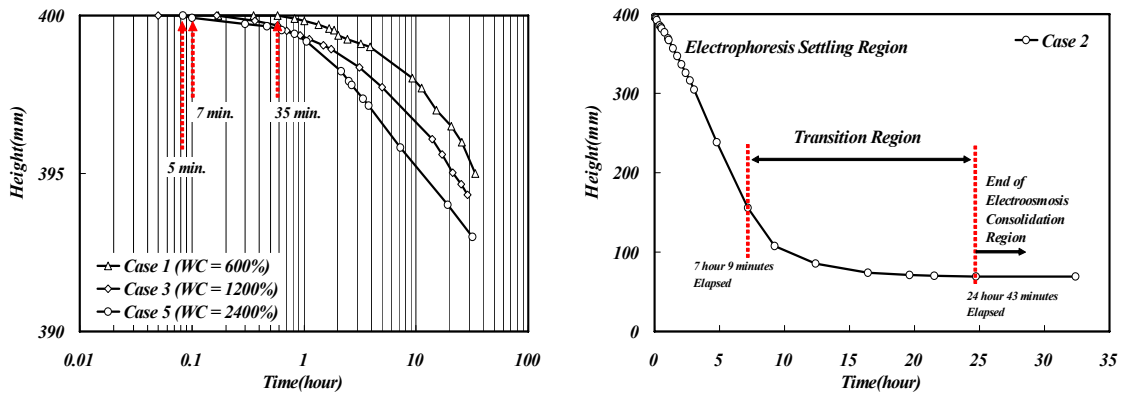 400
395
390
Height(mm)
7 min.
35 min.
5 min.
Case 1 (WC = 600%)
Case 3 (WC = 1200%)
Case 5 (WC = 2400%)
0.01
0.1
1
10
100
Time(hour)
400
300
200
100
0
Height(mm)
Electrophoresis Settling Region
Case 2
Transition Region
End of
Electroosmosis
Consolidation
Region
7 hour 9 minutes
Elapsed
24 hour 43 minutes
Elapsed
0
5
10
15
20
25
30
35
Time(hour)